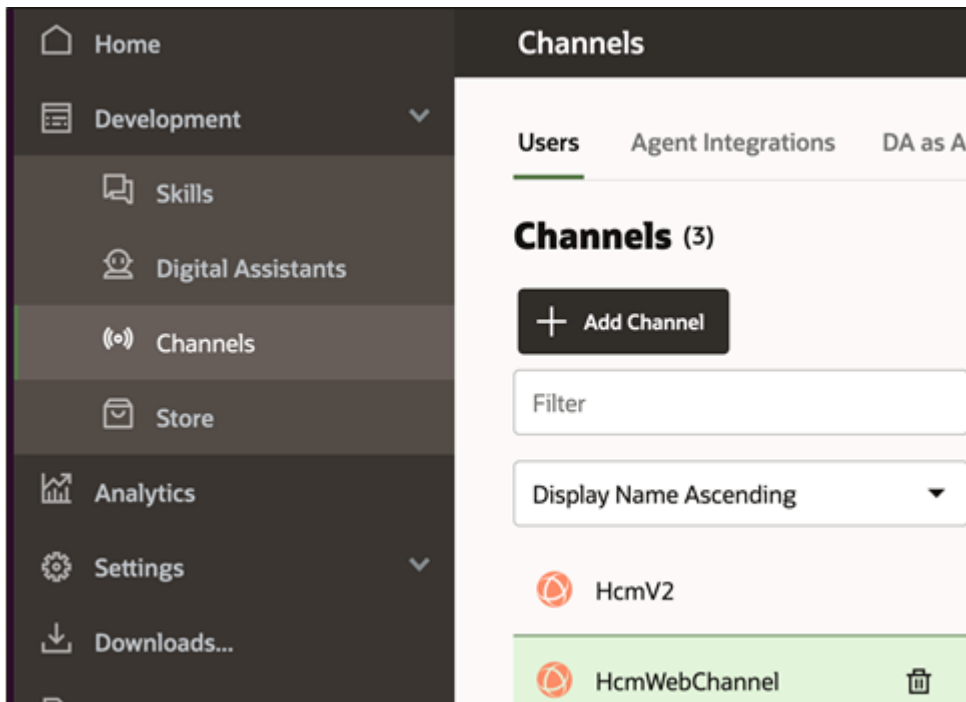 Home
Development
Skills
Digital Assistants
Channels
Store
Analytics
Settings
Downloads...
Channels
Users
Agent Integrations
DA as A
Channels (3)
Add Channel
Filter
Display Name Ascending
HcmV2
HcmWebChannel